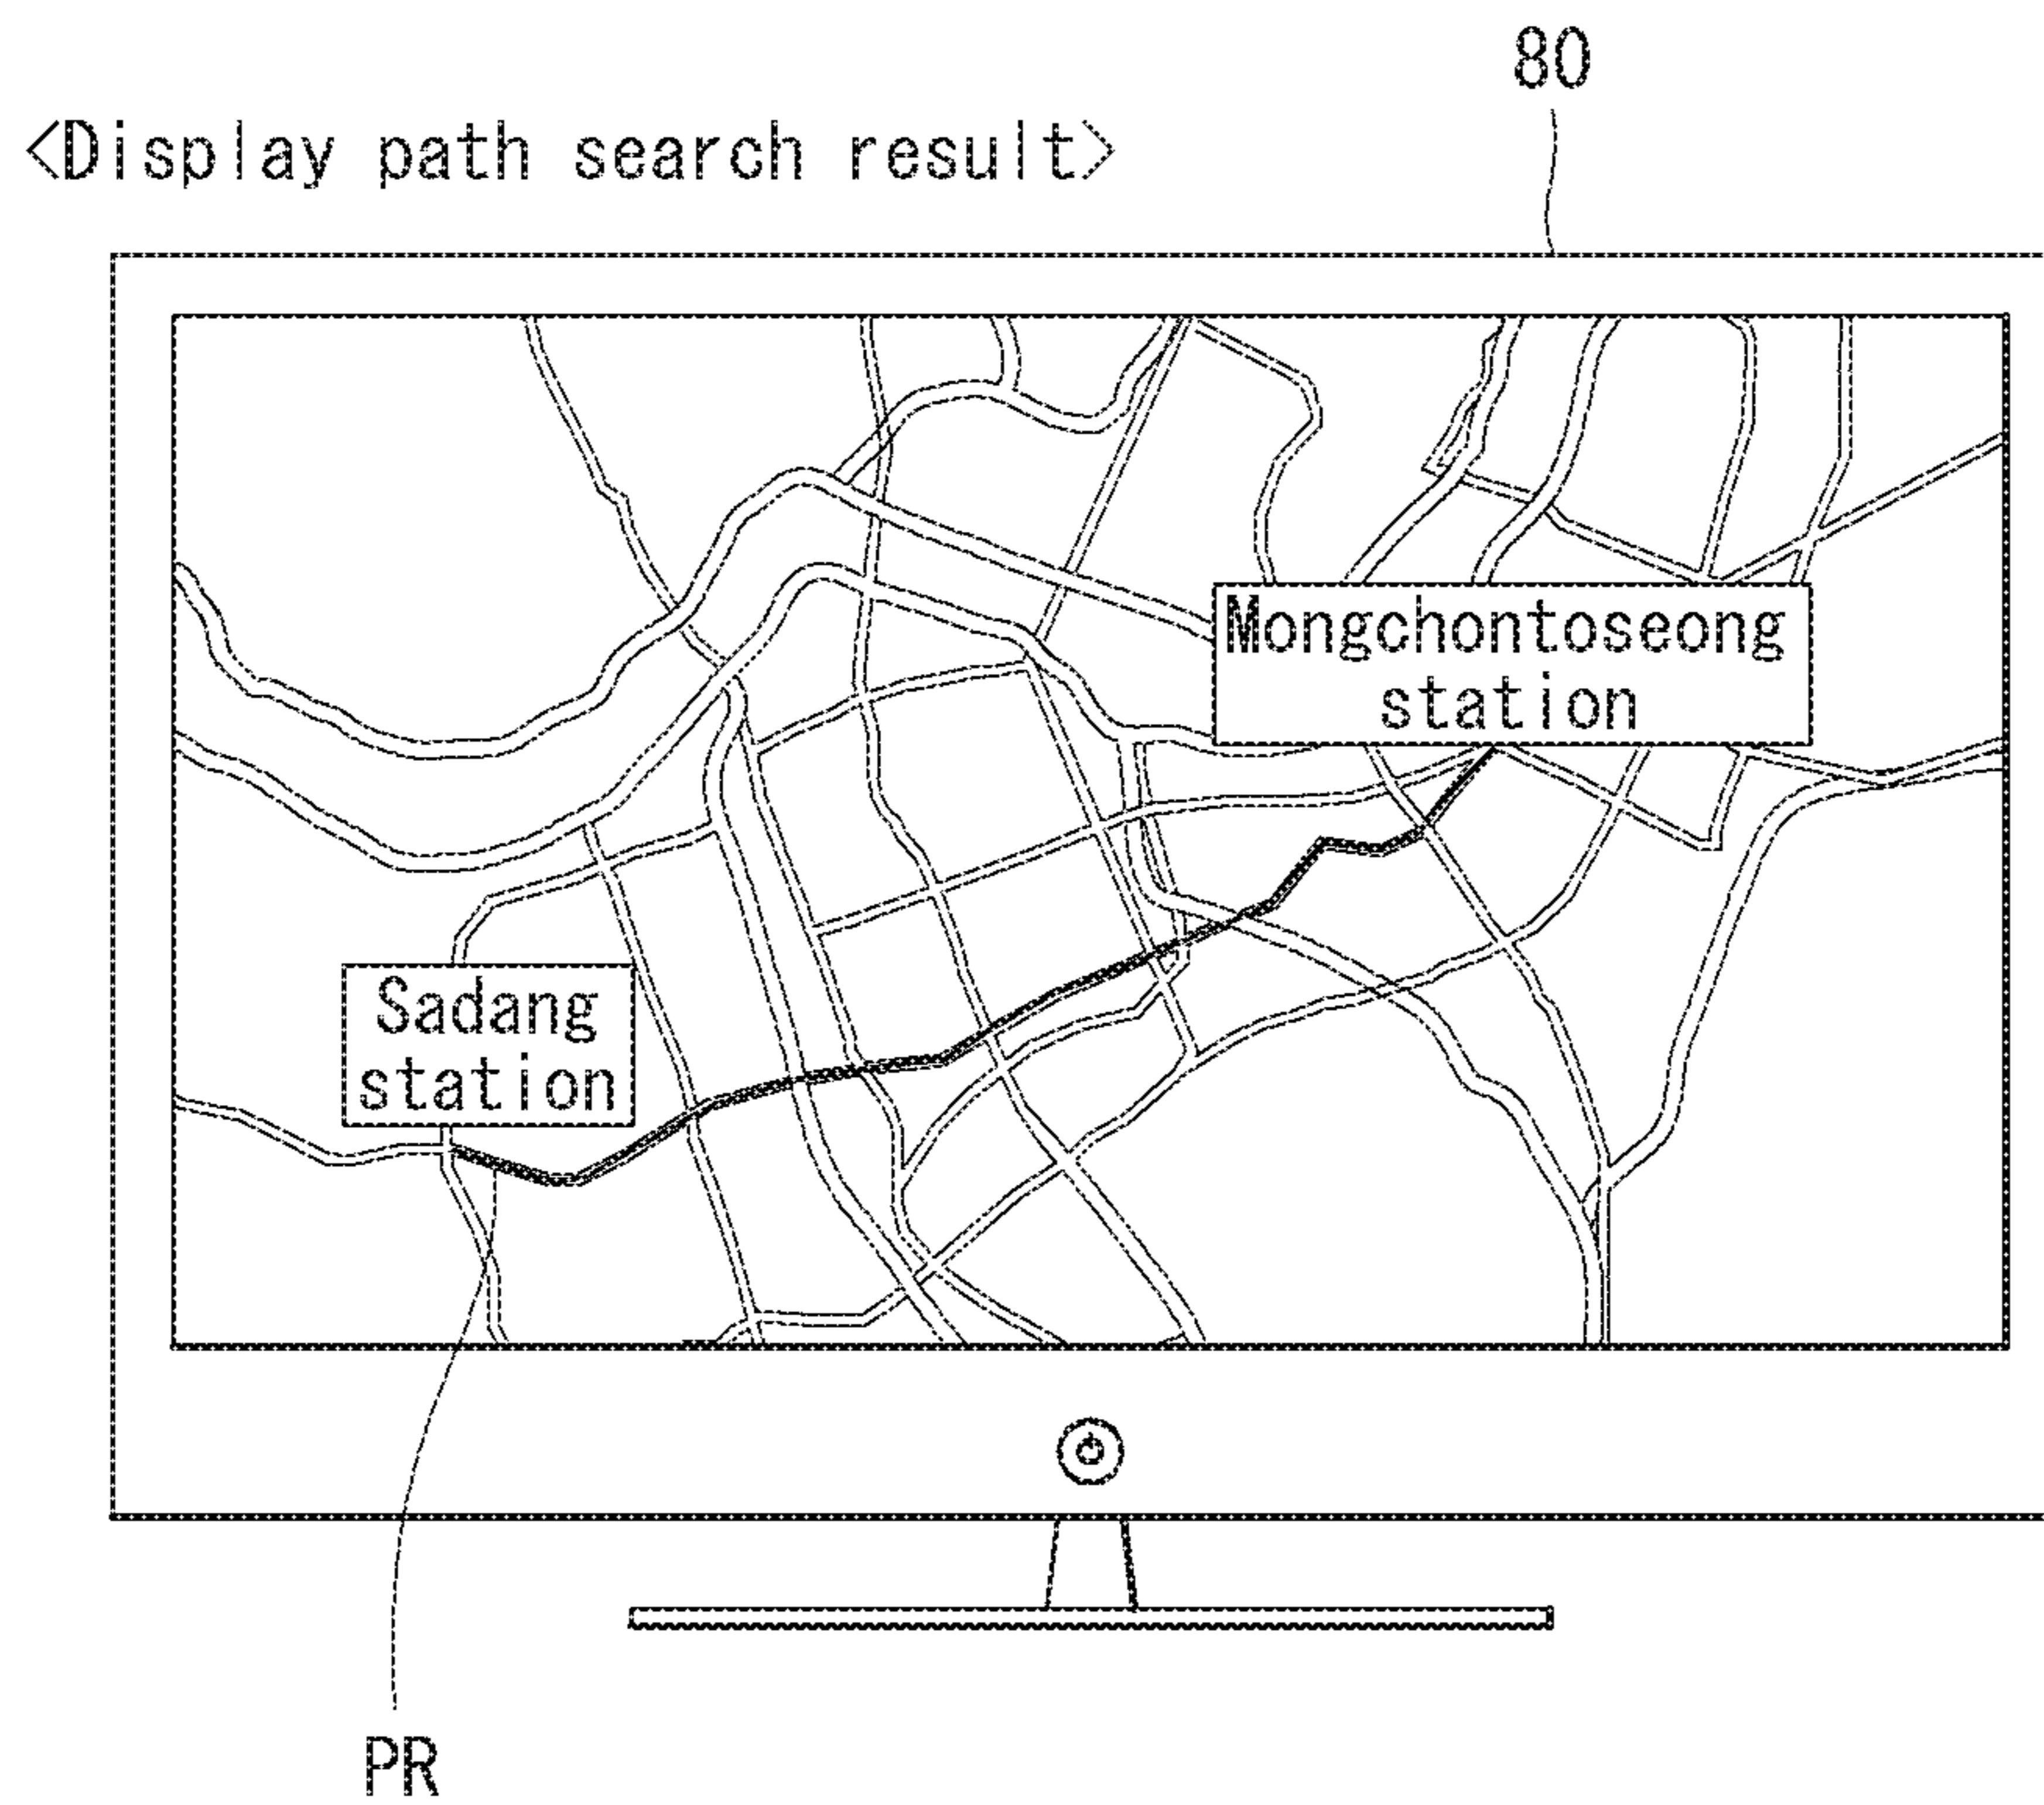 80
<Display path search result>
Mongchontoseong
station
Sadang
station
PR